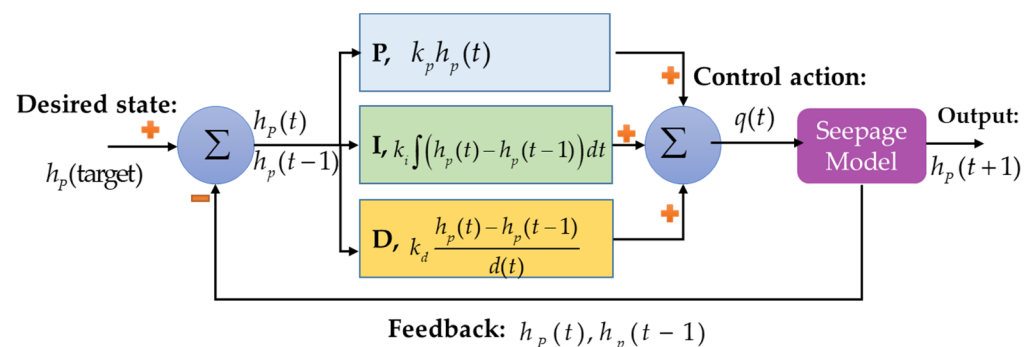 Desired state:
h_p(target)
Σ
h_p(t)
h_p(t−1)
P, k_p h_p(t)
I, k_i ∫(h_p(t)−h_p(t−1))dt
D, k_d (h_p(t)−h_p(t−1))/d(t)
Control action:
Σ
q(t)
Seepage
Model
Output:
h_p(t+1)
Feedback: h_p(t), h_p(t−1)